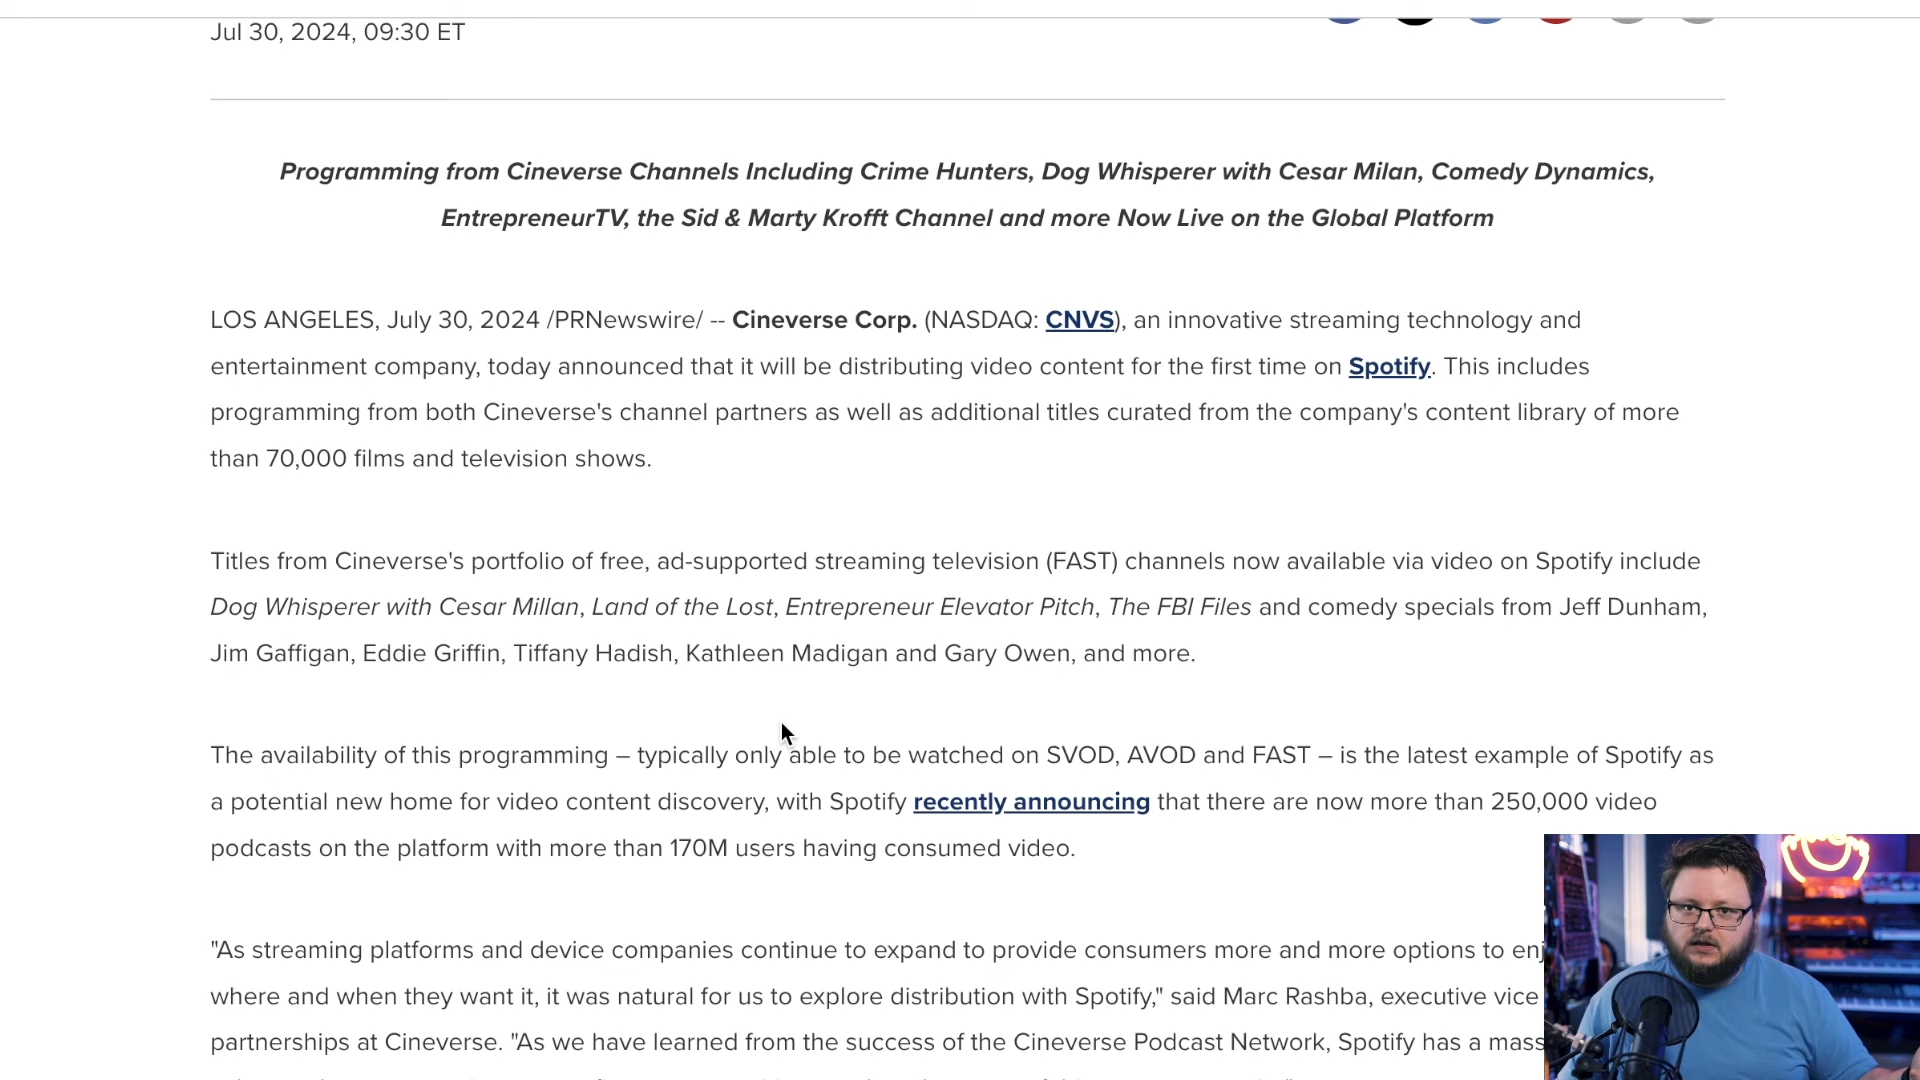 Jul 30, 2024, 09:30 ET
Programming from Cineverse Channels Including Crime Hunters, Dog Whisperer with Cesar Milan, Comedy Dynamics,
EntrepreneurTV, the Sid & Marty Krofft Channel and more Now Live on the Global Platform
LOS ANGELES, July 30, 2024 /PRNewswire/ -- Cineverse Corp. (NASDAQ: CNVS), an innovative streaming technology and
entertainment company, today announced that it will be distributing video content for the first time on Spotify. This includes
programming from both Cineverse's channel partners as well as additional titles curated from the company's content library of more
than 70,000 films and television shows.
Titles from Cineverse's portfolio of free, ad-supported streaming television (FAST) channels now available via video on Spotify include
Dog Whisperer with Cesar Millan, Land of the Lost, Entrepreneur Elevator Pitch, The FBI Files and comedy specials from Jeff Dunham,
Jim Gaffigan, Eddie Griffin, Tiffany Hadish, Kathleen Madigan and Gary Owen, and more.
The availability of this programming – typically only able to be watched on SVOD, AVOD and FAST – is the latest example of Spotify as
a potential new home for video content discovery, with Spotify recently announcing that there are now more than 250,000 video
podcasts on the platform with more than 170M users having consumed video.
"As streaming platforms and device companies continue to expand to provide consumers more and more options to
where and when they want it, it was natural for us to explore distribution with Spotify," said Marc Rashba, executive vice
partnerships at Cineverse. "As we have learned from the success of the Cineverse Podcast Network, Spotify has a